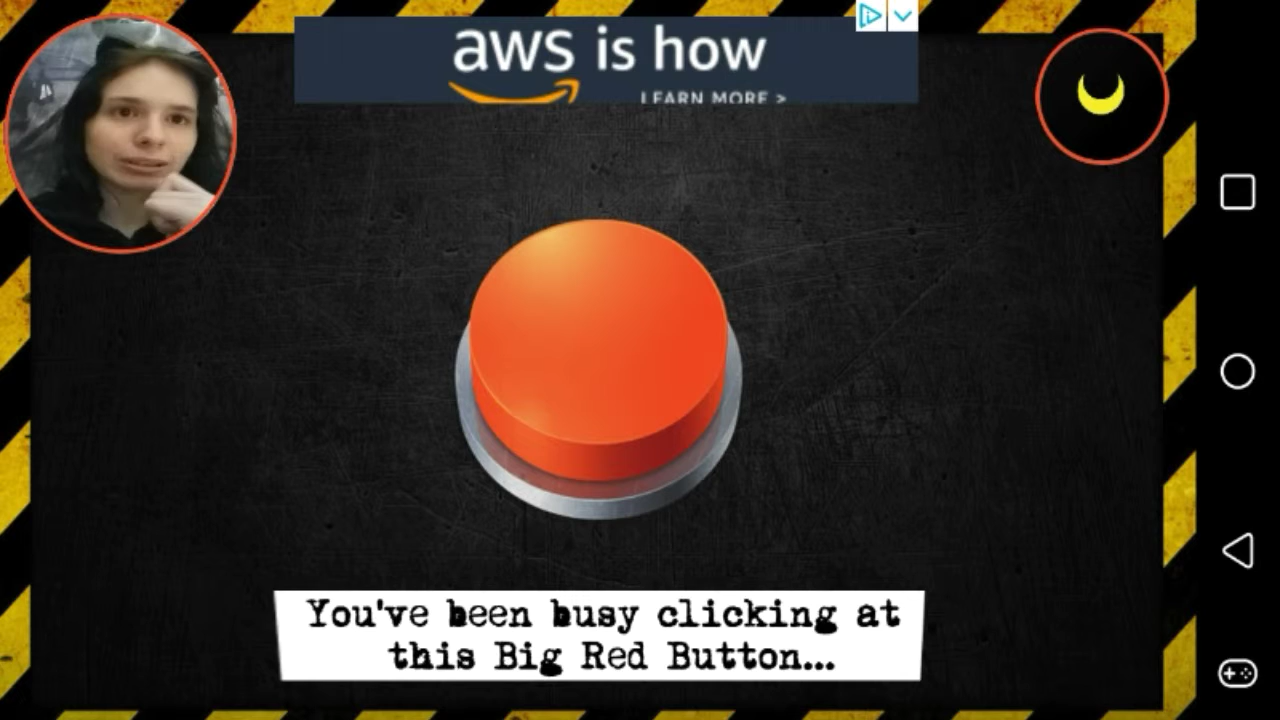 aws is how
LEARN MORE >
You've been busy clicking at
this Big Red Button...